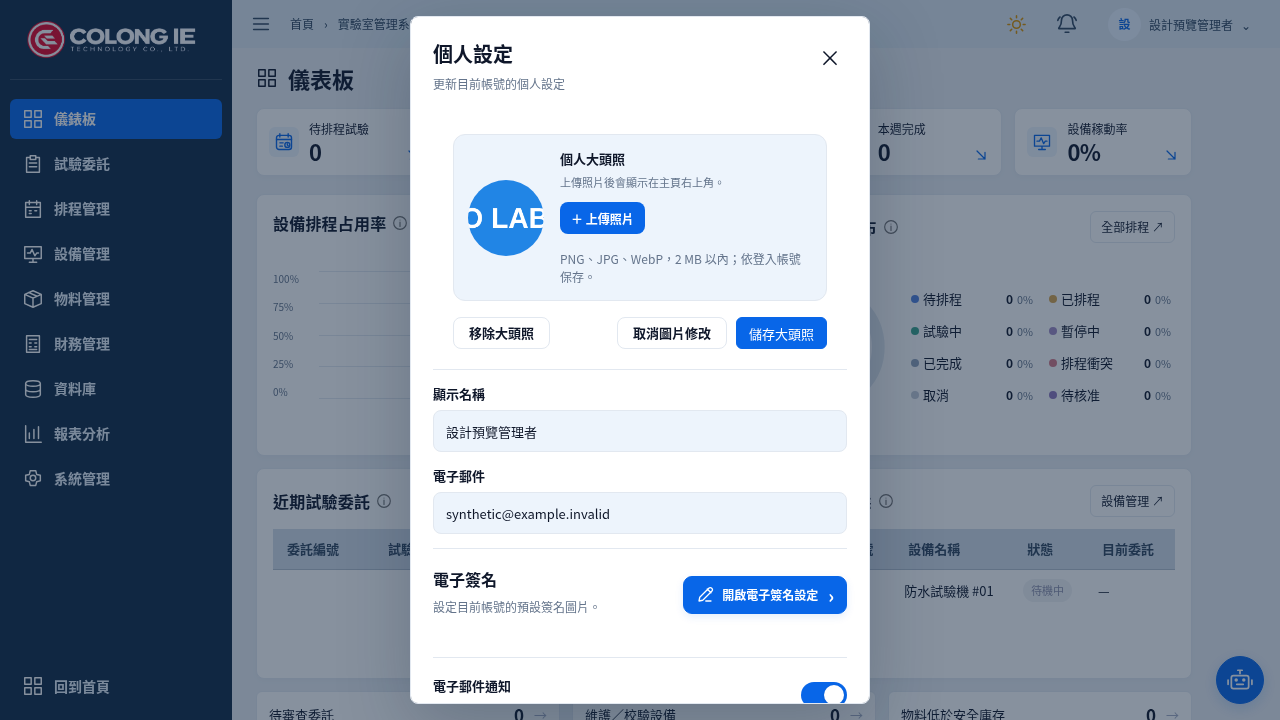 COLONG IE
TECHNOLOGY CO., LTD.
儀錶板
試驗委託
排程管理
設備管理
物料管理
財務管理
資料庫
報表分析
系統管理
回到首頁
首頁 › 實驗室管理系
設 設計預覽管理者
儀表板
待排程試驗
0
本週完成
0
設備稼動率
0%
設備排程占用率
100%
75%
50%
25%
0%
全部排程 ↗
待排程 0 0%
已排程 0 0%
試驗中 0 0%
暫停中 0 0%
已完成 0 0%
排程衝突 0 0%
取消 0 0%
待核准 0 0%
近期試驗委託
委託編號
設備管理 ↗
設備名稱 狀態 目前委託
防水試驗機 #01 待機中 —
待審查委託 0 →
維護／校驗設備 0 →
物料低於安全庫存 0 →
個人設定
更新目前帳號的個人設定
O LAB
個人大頭照
上傳照片後會顯示在主頁右上角。
＋ 上傳照片
PNG、JPG、WebP，2 MB 以內；依登入帳號
保存。
移除大頭照
取消圖片修改
儲存大頭照
顯示名稱
設計預覽管理者
電子郵件
synthetic@example.invalid
電子簽名
設定目前帳號的預設簽名圖片。
開啟電子簽名設定 ›
電子郵件通知